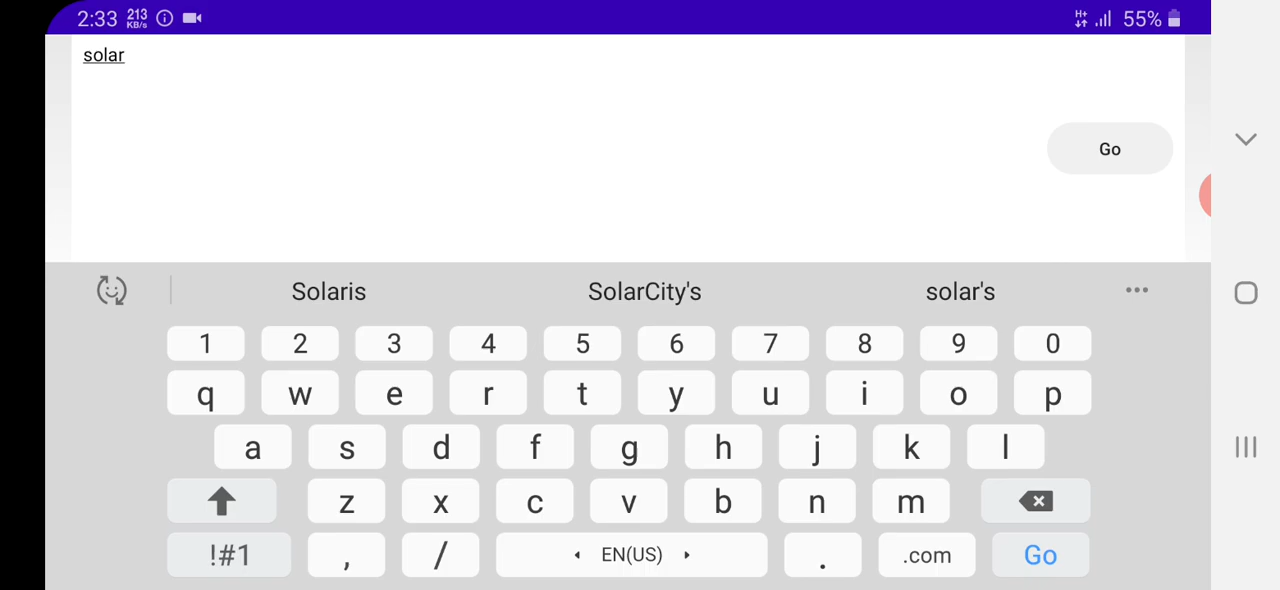 2:33 213 KB/s H+ 55%
solar
Go
Solaris SolarCity's solar's
1 2 3 4 5 6 7 8 9 0
q w e r t y u i o p
a s d f g h j k l
z x c v b n m
!#1 , / EN(US) . .com Go